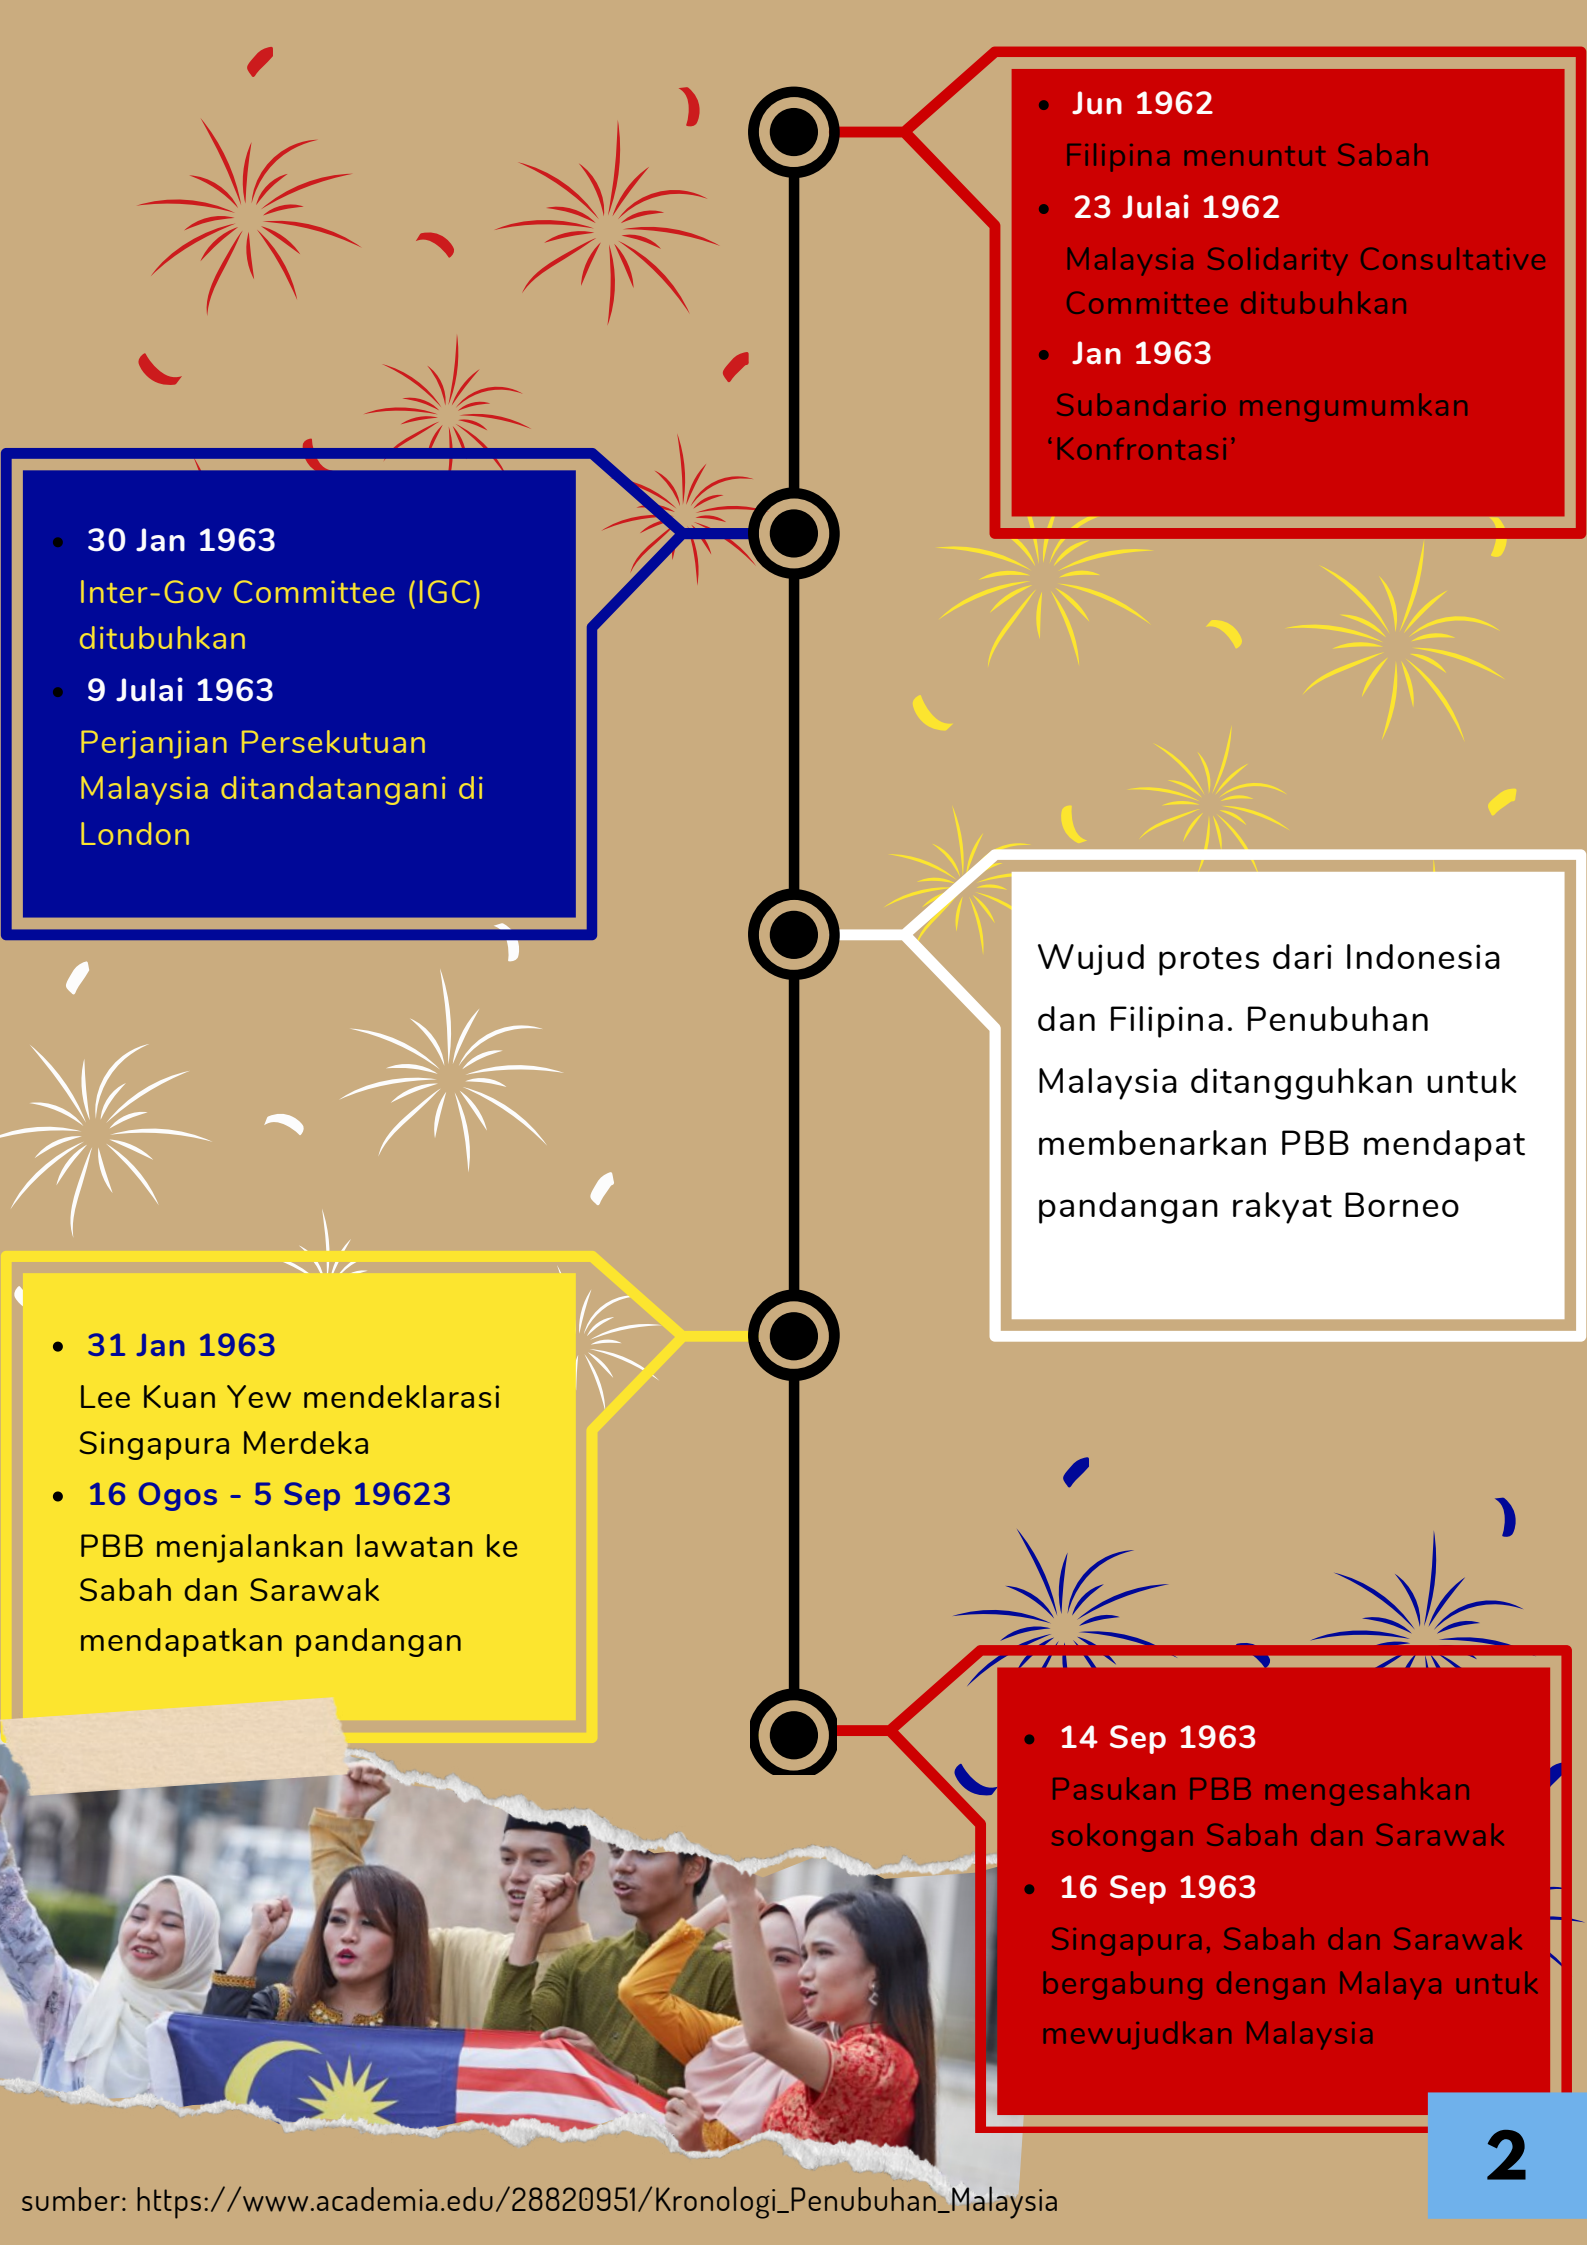 Jun 1962
Filipina menuntut Sabah
23 Julai 1962
Malaysia Solidarity Consultative
Committee ditubuhkan
Jan 1963
Subandario mengumumkan
‘Konfrontasi’
30 Jan 1963
Inter-Gov Committee (IGC)
ditubuhkan
9 Julai 1963
Perjanjian Persekutuan
Malaysia ditandatangani di
London
Wujud protes dari Indonesia
dan Filipina. Penubuhan
Malaysia ditangguhkan untuk
membenarkan PBB mendapat
pandangan rakyat Borneo
31 Jan 1963
Lee Kuan Yew mendeklarasi
Singapura Merdeka
16 Ogos - 5 Sep 19623
PBB menjalankan lawatan ke
Sabah dan Sarawak
mendapatkan pandangan
14 Sep 1963
Pasukan PBB mengesahkan
sokongan Sabah dan Sarawak
16 Sep 1963
Singapura, Sabah dan Sarawak
bergabung dengan Malaya untuk
mewujudkan Malaysia
2
sumber: https://www.academia.edu/28820951/Kronologi_Penubuhan_Malaysia